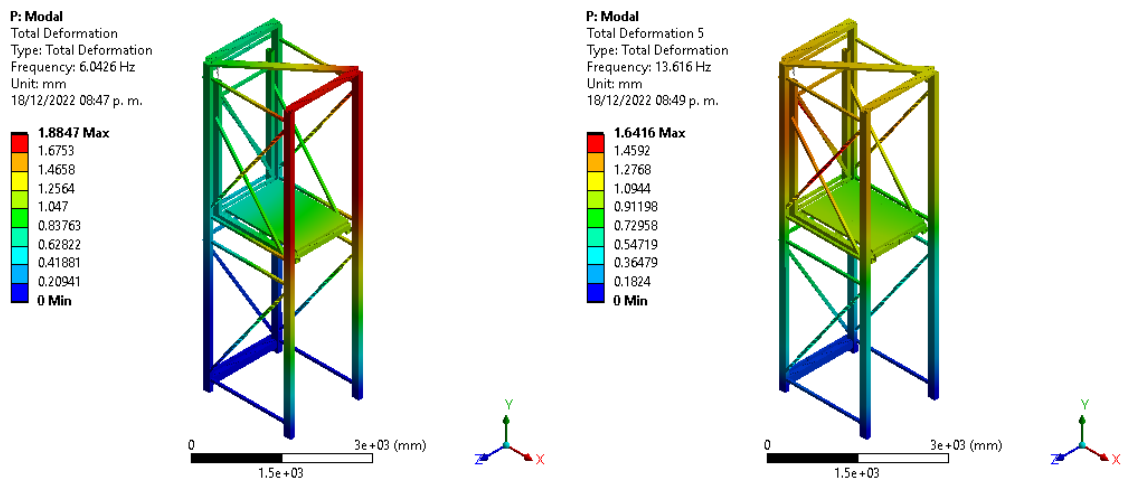 P: Modal
Total Deformation
Type: Total Deformation
Frequency: 6.0426 Hz
Unit: mm
18/12/2022 08:47 p. m.
1.8847 Max
1.6753
1.4658
1.2564
1.047
0.83763
0.62822
0.41881
0.20941
0 Min
0
3e+03 (mm)
1.5e+03
Y
Z
X
P: Modal
Total Deformation 5
Type: Total Deformation
Frequency: 13.616 Hz
Unit: mm
18/12/2022 08:49 p. m.
1.6416 Max
1.4592
1.2768
1.0944
0.91198
0.72958
0.54719
0.36479
0.1824
0 Min
0
3e+03 (mm)
1.5e+03
Y
Z
X